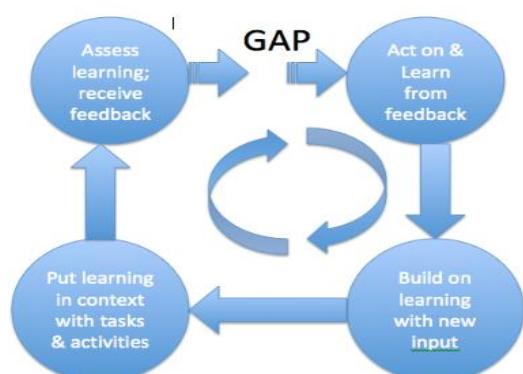 Assess
learning;
receive
feedback
GAP
Act on &
Learn
from
feedback
Build on
learning
with new
input
Put learning
in context
with tasks
& activities